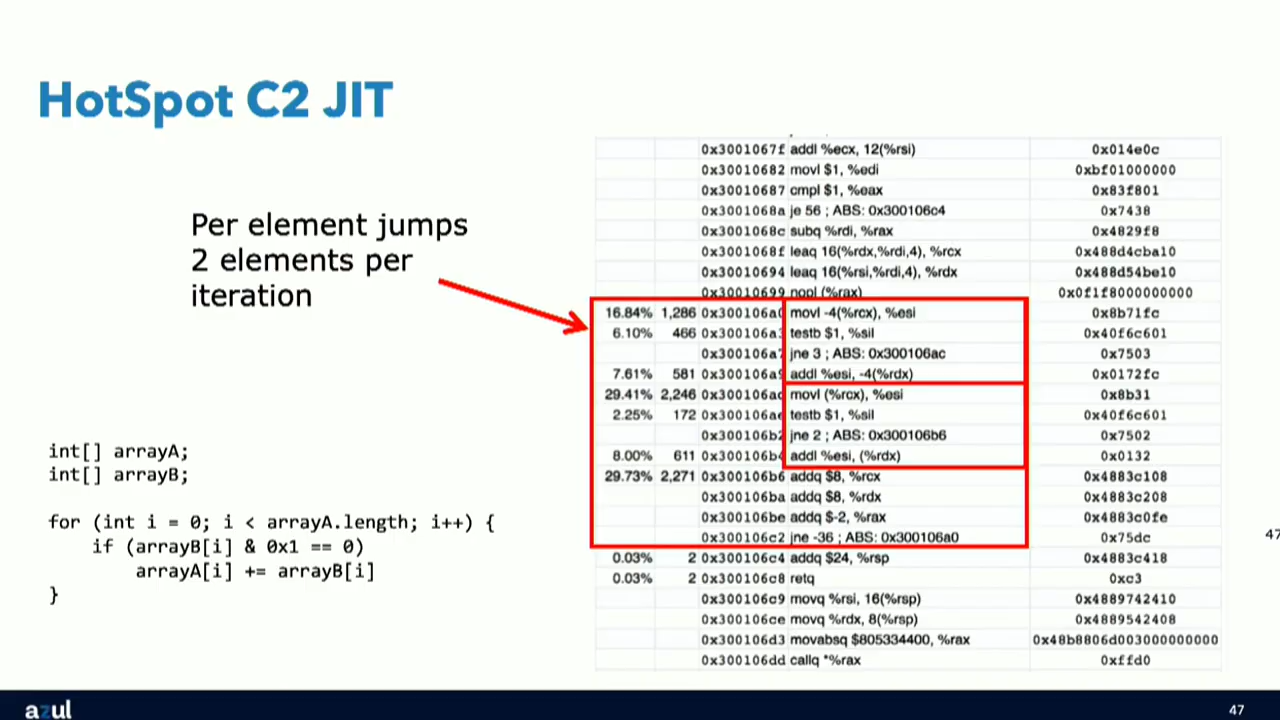 HotSpot C2 JIT
Per element jumps
2 elements per
iteration
int[] arrayA;
int[] arrayB;
for (int i = 0; i < arrayA.length; i++) {
if (arrayB[i] & 0x1 == 0)
arrayA[i] += arrayB[i]
}
0x3001067f addl %ecx, 12(%rsi) 0x014e0c
0x30010682 movl $1, %edi 0xbf01000000
0x30010687 cmpl $1, %eax 0x83f801
0x3001068a je 56 ; ABS: 0x300106c4 0x7438
0x3001068c subq %rdi, %rax 0x4829f8
0x3001068f leaq 16(%rdx,%rdi,4), %rcx 0x488d4cba10
0x30010694 leaq 16(%rsi,%rdi,4), %rdx 0x488d54be10
0x30010699 nopl (%rax) 0x0f1f8000000000
16.84% 1,286 0x300106a0 movl -4(%rcx), %esi 0x8b71fc
6.10% 466 0x300106a3 testb $1, %sil 0x40f6c601
0x300106a7 jne 3 ; ABS: 0x300106ac 0x7503
7.61% 581 0x300106a9 addl %esi, -4(%rdx) 0x0172fc
29.41% 2,246 0x300106ac movl (%rcx), %esi 0x8b31
2.25% 172 0x300106ae testb $1, %sil 0x40f6c601
0x300106b2 jne 2 ; ABS: 0x300106b6 0x7502
8.00% 611 0x300106b4 addl %esi, (%rdx) 0x0132
29.73% 2,271 0x300106b6 addq $8, %rcx 0x4883c108
0x300106ba addq $8, %rdx 0x4883c208
0x300106be addq $-2, %rax 0x4883c0fe
0x300106c2 jne -36 ; ABS: 0x300106a0 0x75dc
0.03% 2 0x300106c4 addq $24, %rsp 0x4883c418
0.03% 2 0x300106c8 retq 0xc3
0x300106c9 movq %rsi, 16(%rsp) 0x4889742410
0x300106ce movq %rdx, 8(%rsp) 0x4889542408
0x300106d3 movabsq $805334400, %rax 0x48b8806d003000000000
0x300106dd callq *%rax 0xffd0
47
azul
47